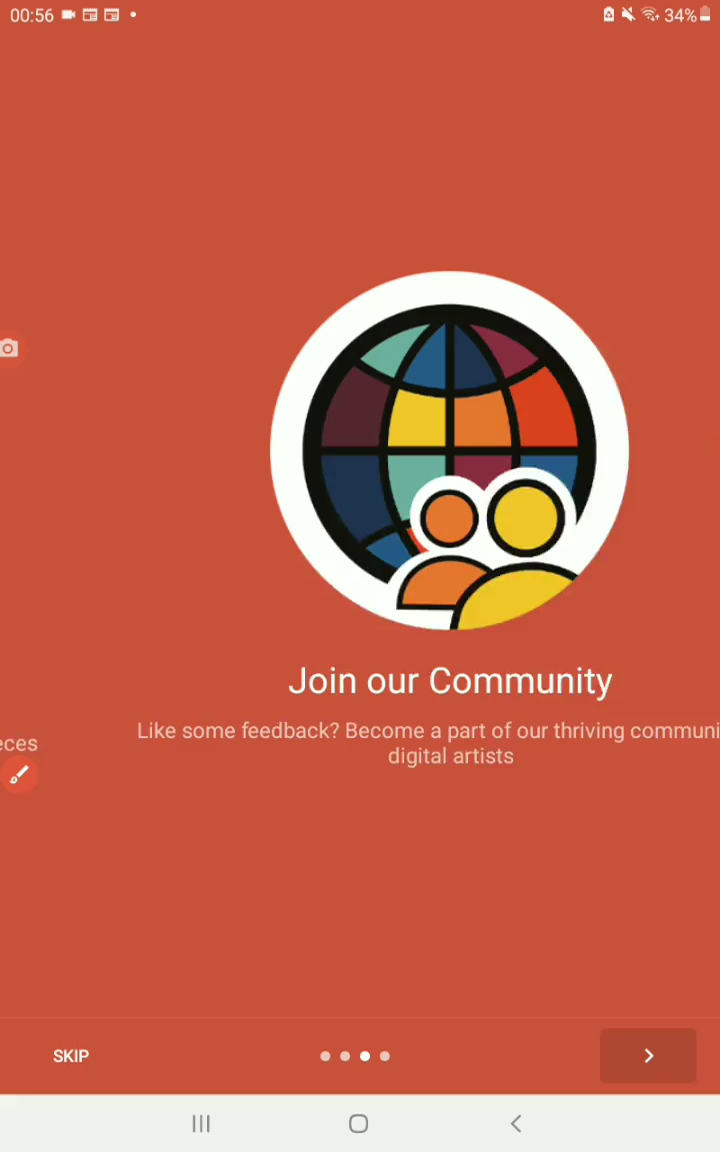 00:56
34%
Join our Community
eces
Like some feedback? Become a part of our thriving communi
digital artists
SKIP